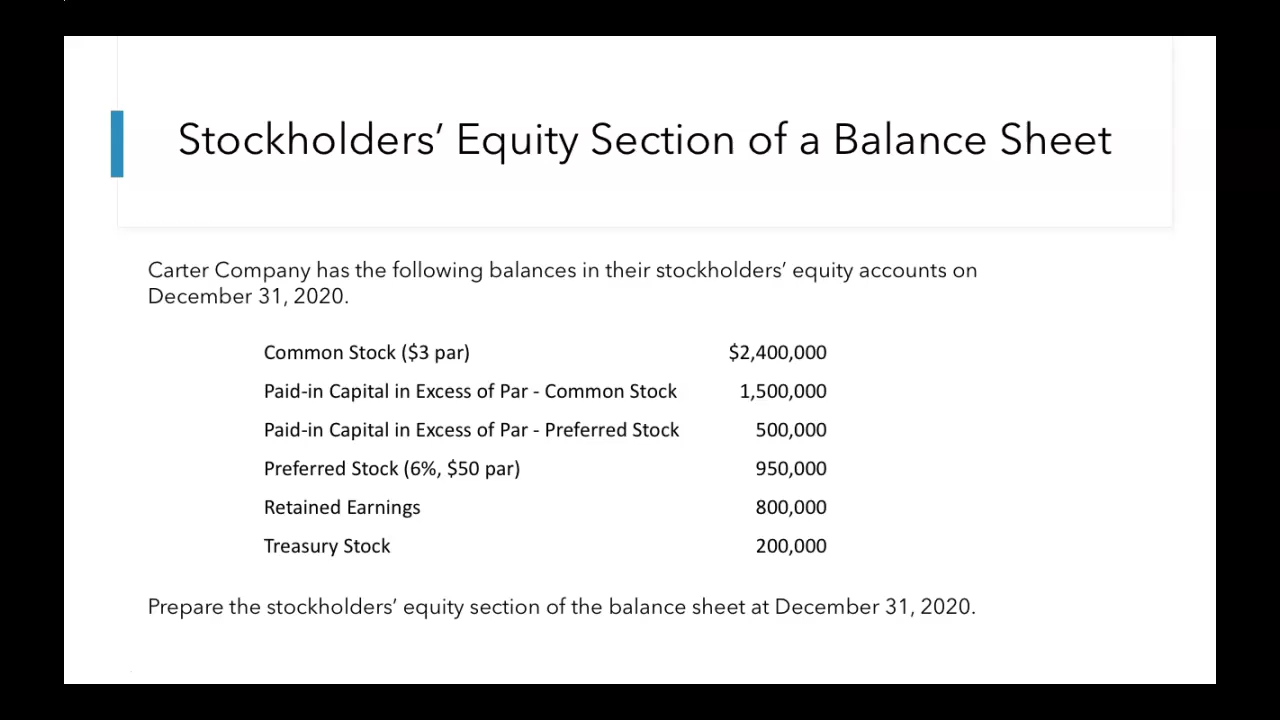 Stockholders’ Equity Section of a Balance Sheet
Carter Company has the following balances in their stockholders’ equity accounts on
December 31, 2020.
Common Stock ($3 par) $2,400,000
Paid-in Capital in Excess of Par - Common Stock 1,500,000
Paid-in Capital in Excess of Par - Preferred Stock 500,000
Preferred Stock (6%, $50 par) 950,000
Retained Earnings 800,000
Treasury Stock 200,000
Prepare the stockholders’ equity section of the balance sheet at December 31, 2020.